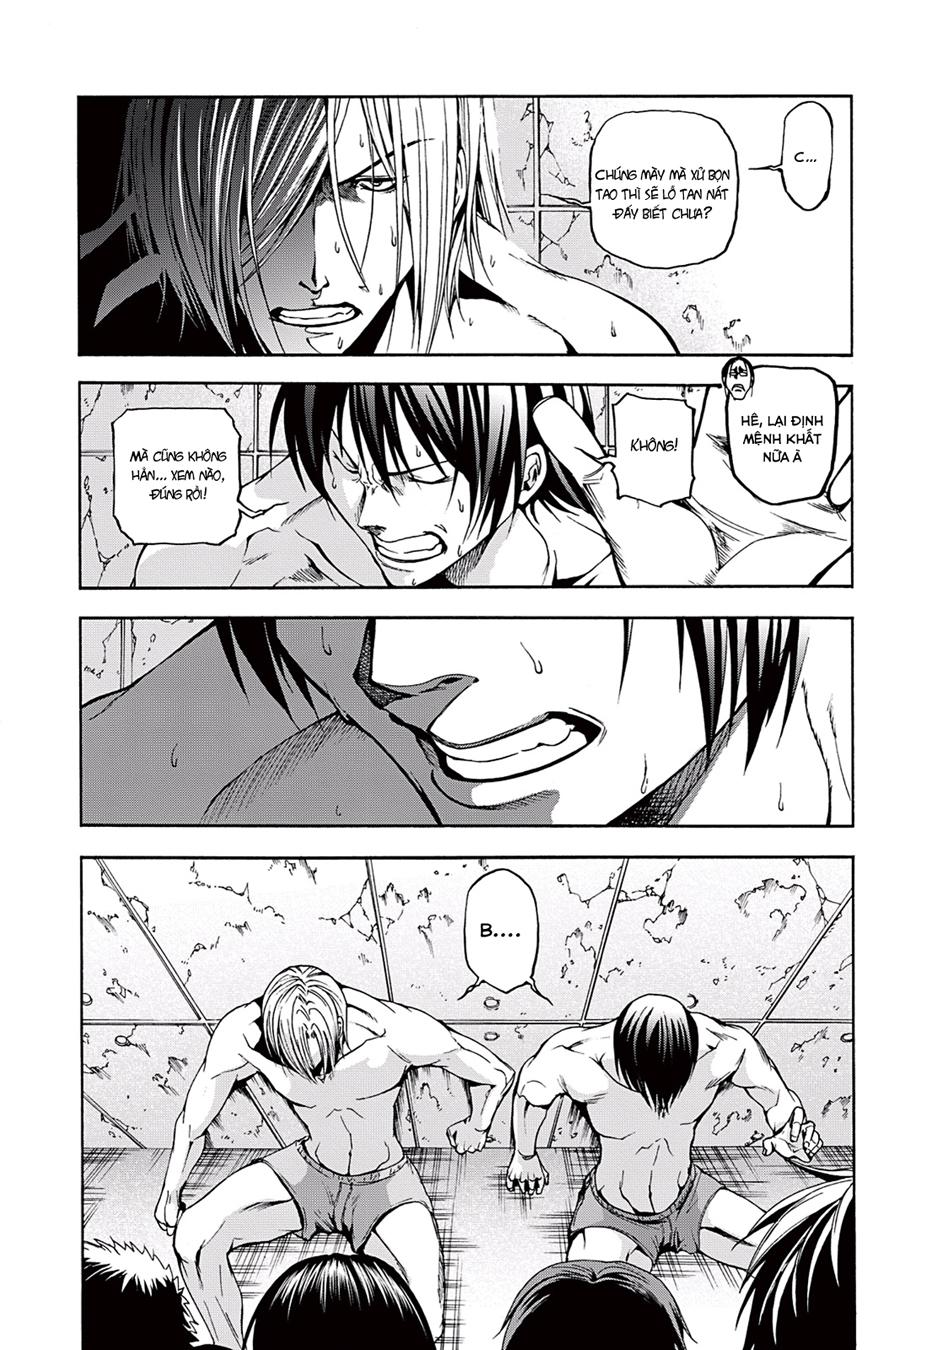 C...
CHÚNG MÀY MÀ XỬ BỌN
TAO THÌ SẼ LỖ TAN NÁT
ĐẤY BIẾT CHƯA?
HÊ, LẠI ĐỊNH
MỆNH KHẤT
NỮA À
KHÔNG!
MÀ CŨNG KHÔNG
HẲN... XEM NÀO,
ĐÚNG RỒI!
B....